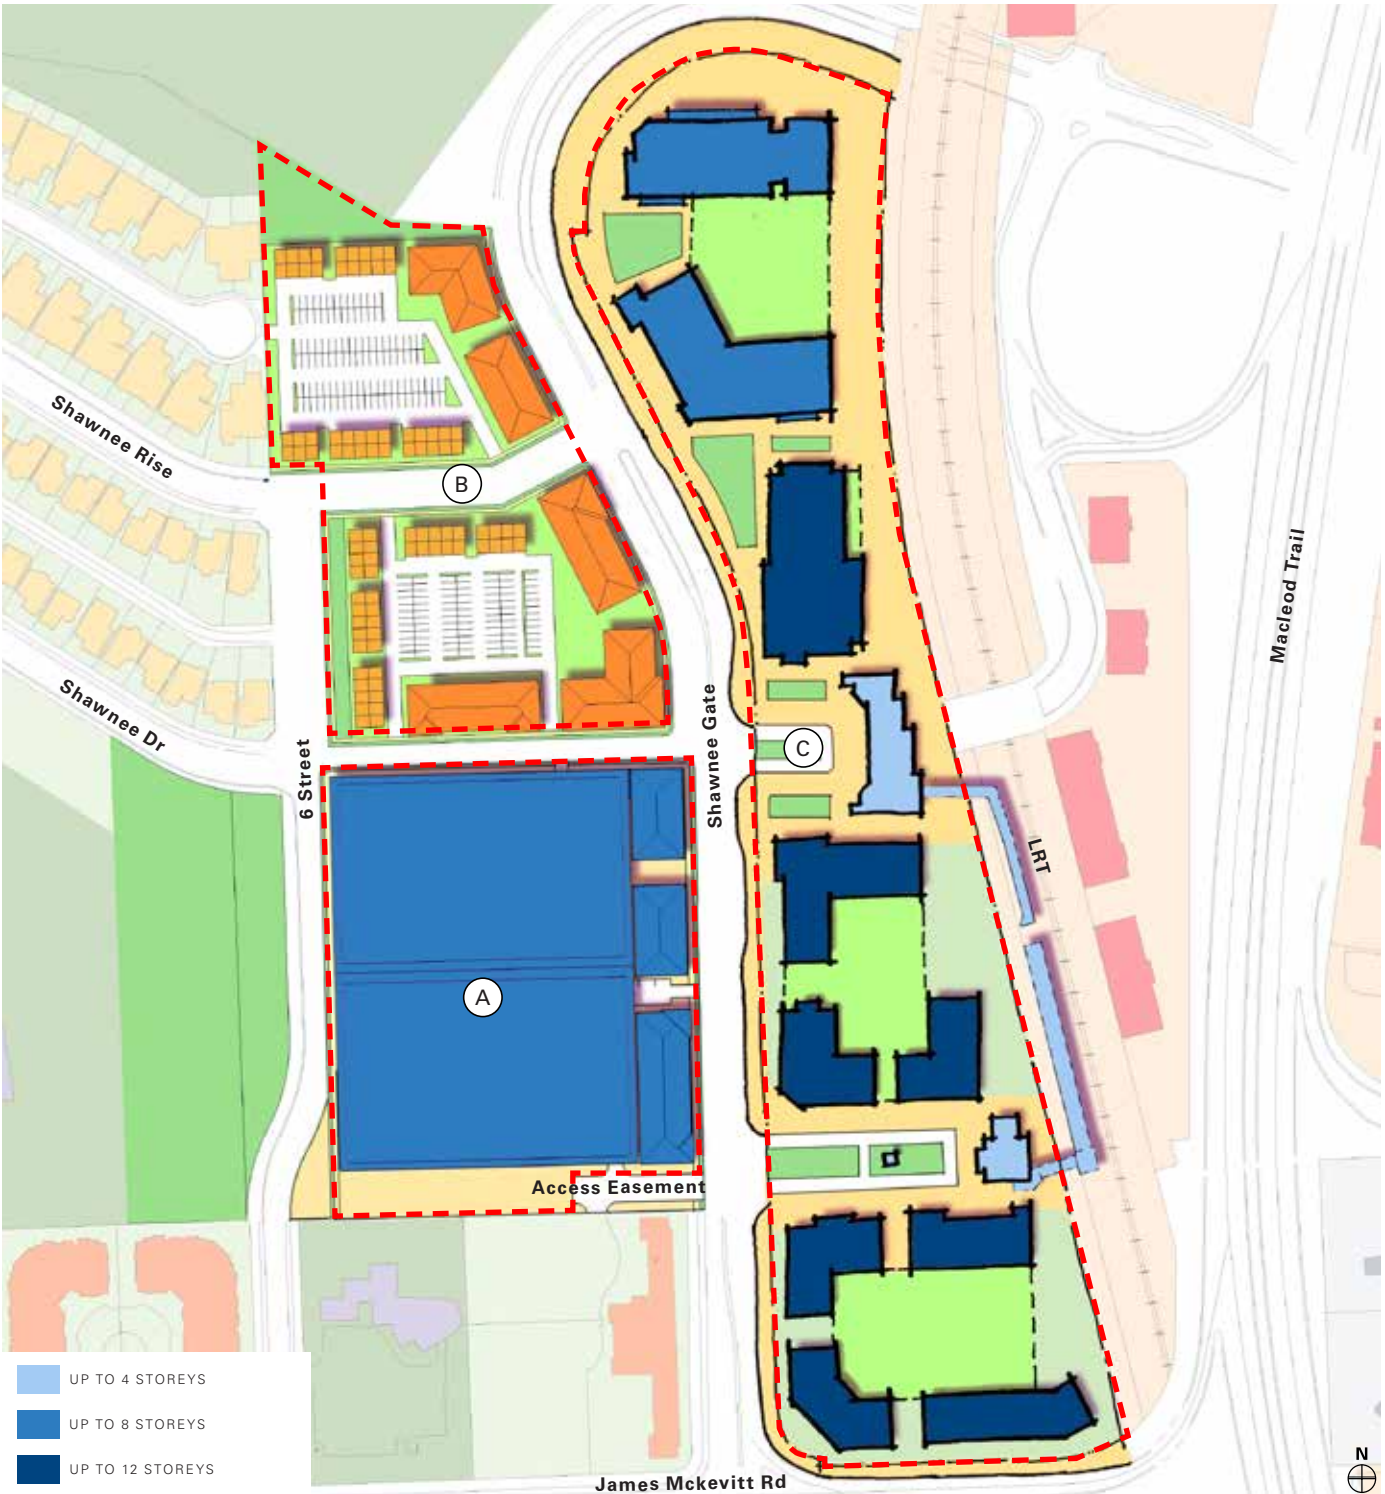 Shawnee Rise
B
Macleod Trail
Shawnee Dr
Shawnee Gate
6 Street
C
LRT
A
Access Easement
UP TO 4 STOREYS
UP TO 8 STOREYS
UP TO 12 STOREYS
James Mckevitt Rd
N